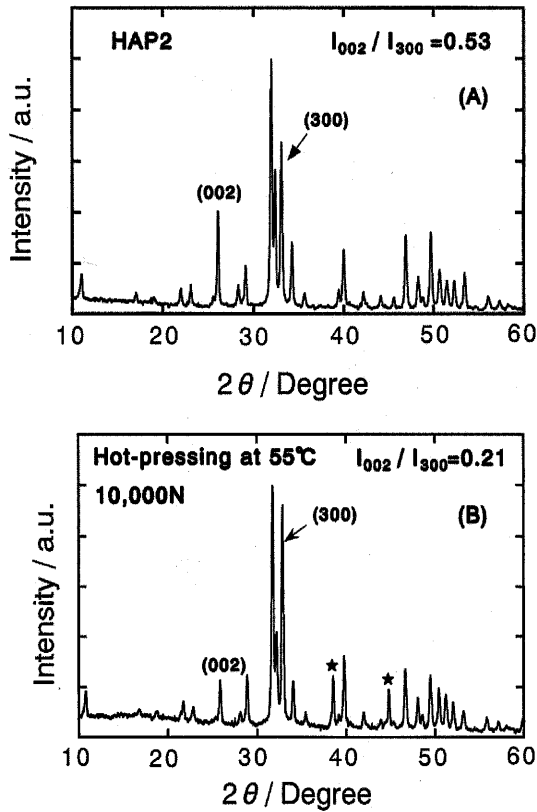 HAP2
I002 / I300 =0.53
(A)
(300)
(002)
Intensity / a.u.
10 20 30 40 50 60
2θ / Degree
Hot-pressing at 55℃
I002 / I300=0.21
10,000N
(B)
(300)
(002)
★
★
Intensity / a.u.
10 20 30 40 50 60
2θ / Degree